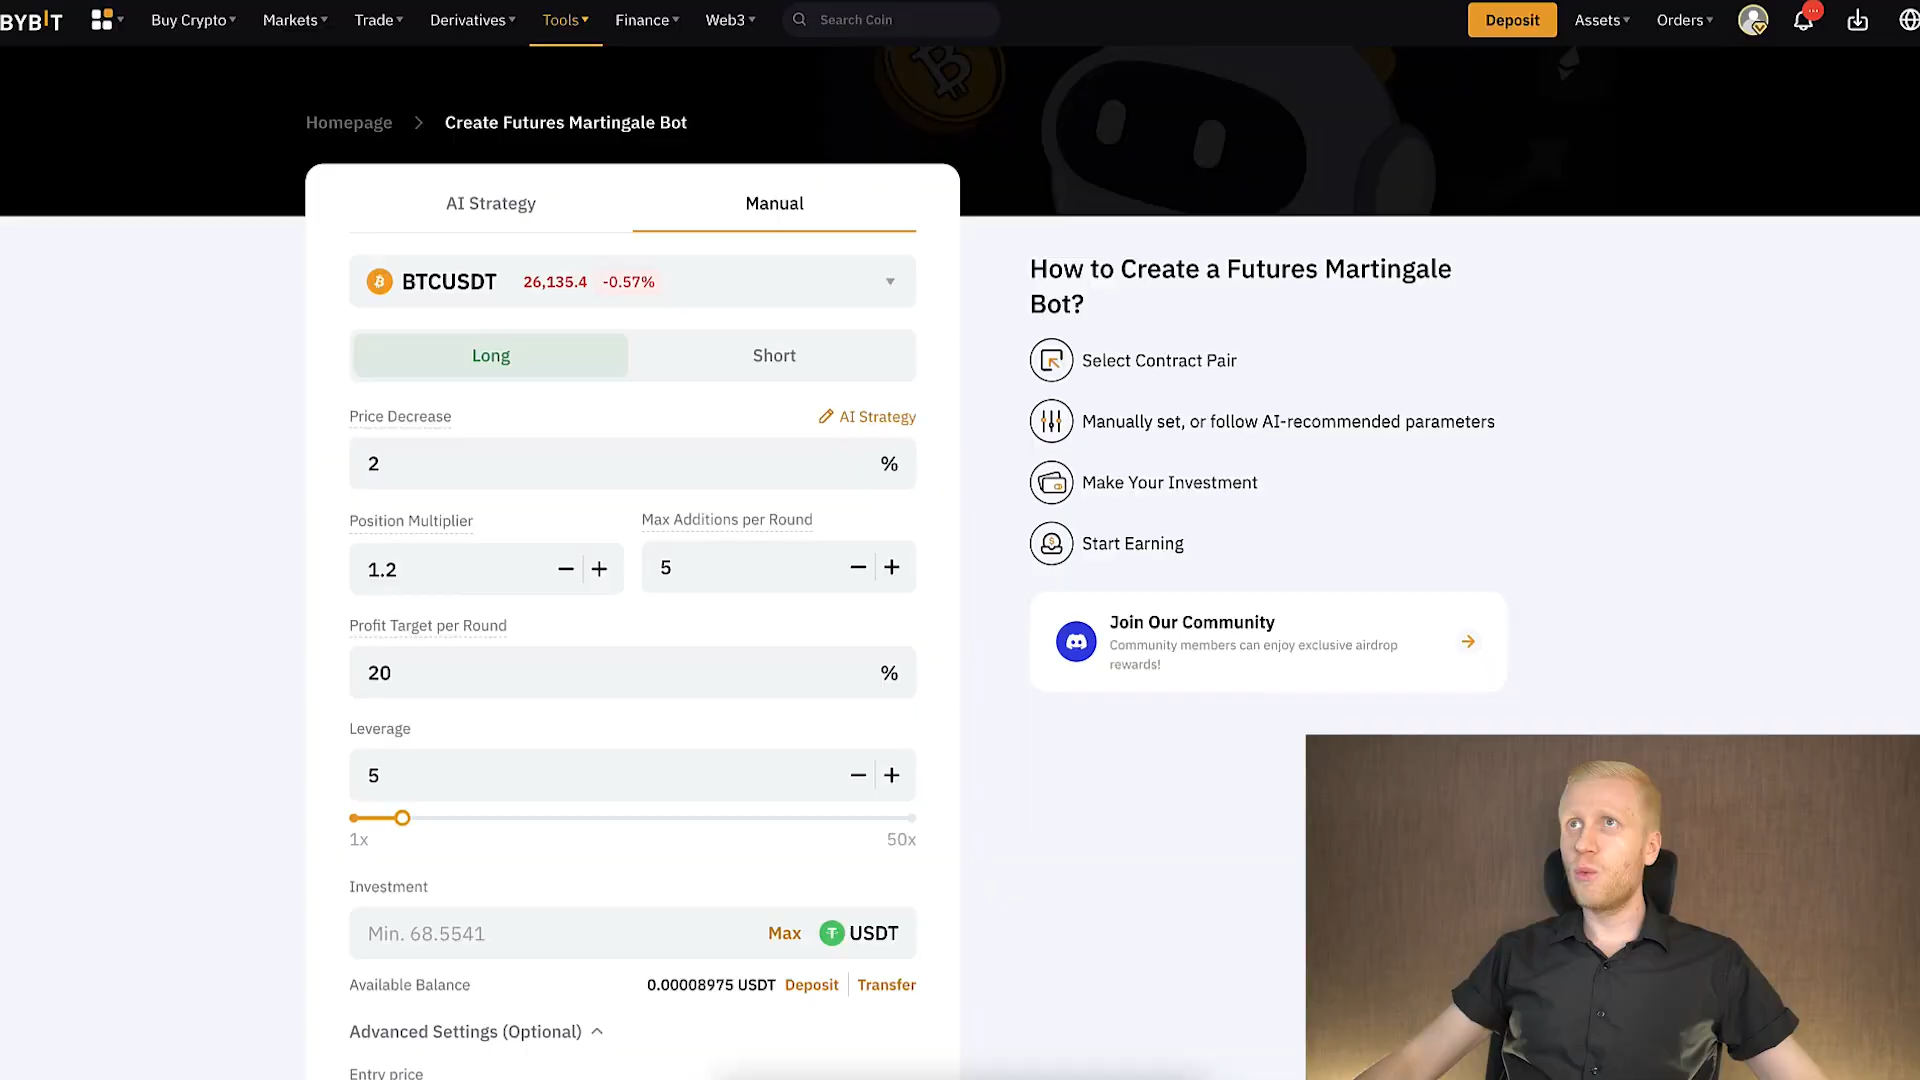 BYBIT
Buy Crypto
Markets
Trade
Derivatives
Tools
Finance
Web3
Search Coin
Deposit
Assets
Orders
Homepage
Create Futures Martingale Bot
AI Strategy
Manual
BTCUSDT 26,135.4 -0.57%
Long
Short
Price Decrease
AI Strategy
2 %
Position Multiplier
Max Additions per Round
1.2 − +
5 − +
Profit Target per Round
20 %
Leverage
5 − +
1x
50x
Investment
Min. 68.5541
Max
USDT
Available Balance
0.00008975 USDT
Deposit
Transfer
Advanced Settings (Optional)
Entry price
How to Create a Futures Martingale
Bot?
Select Contract Pair
Manually set, or follow AI-recommended parameters
Make Your Investment
Start Earning
Join Our Community
Community members can enjoy exclusive airdrop
rewards!